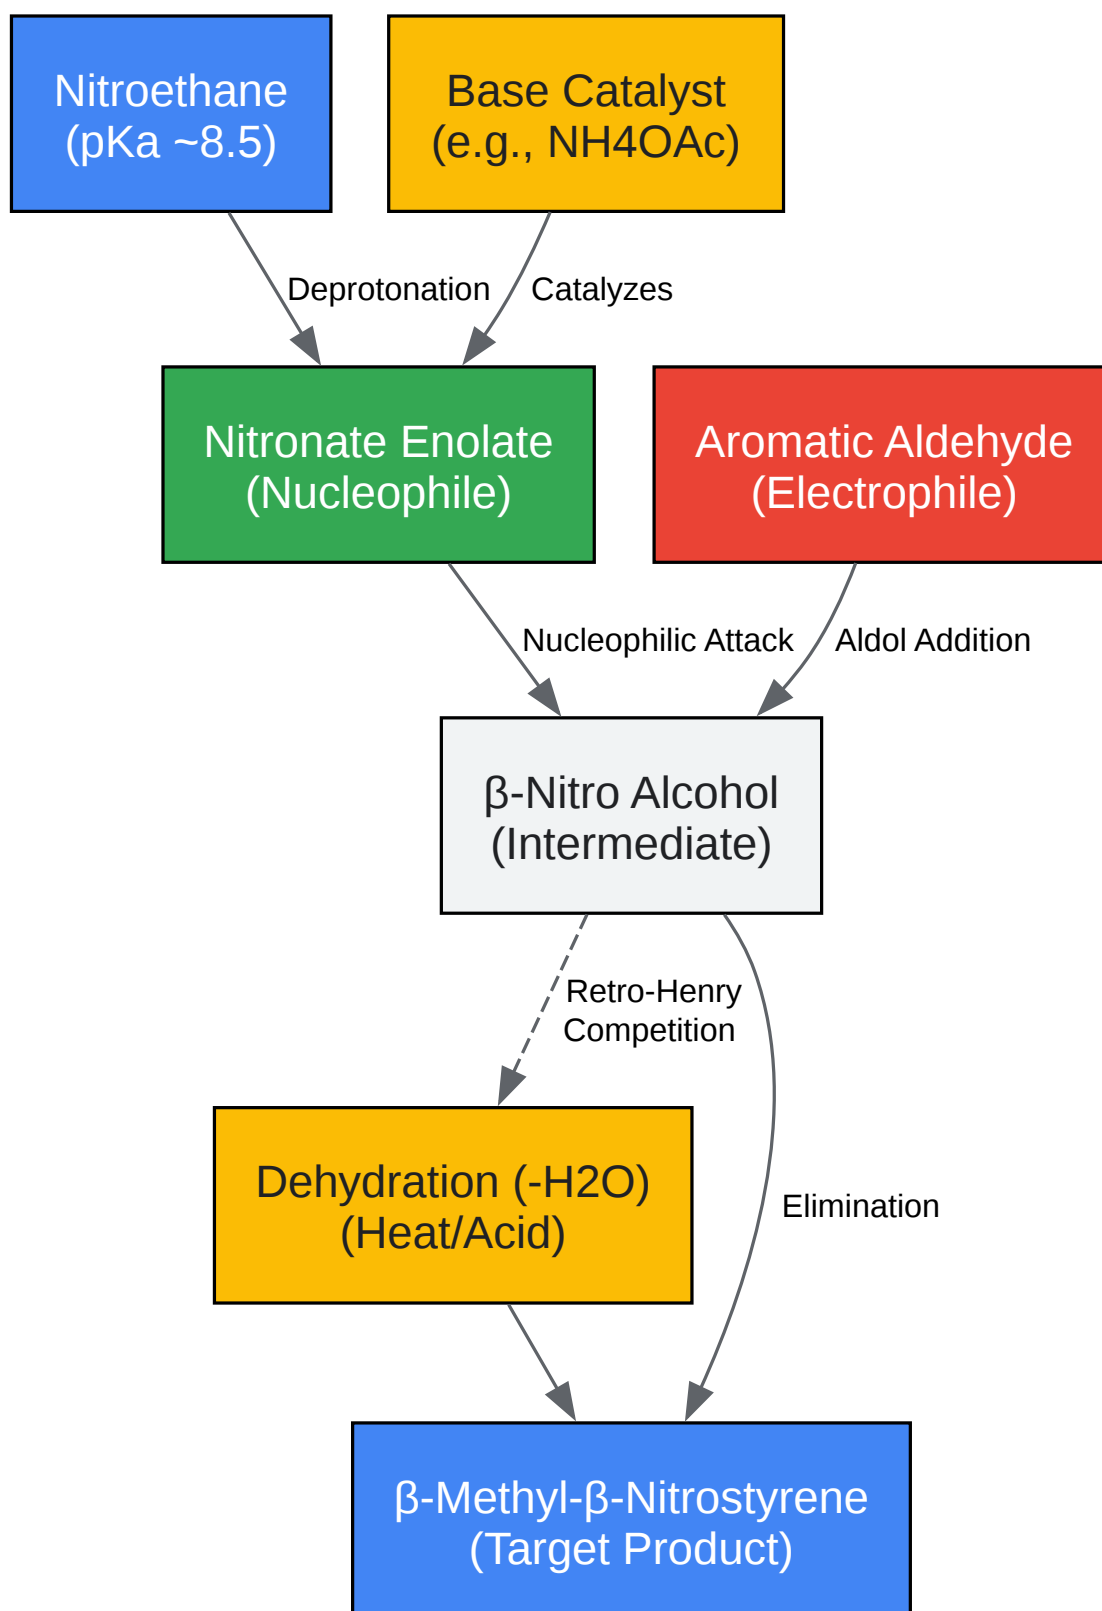 Nitroethane
(pKa ~8.5)
Base Catalyst
(e.g., NH4OAc)
Deprotonation
Catalyzes
Nitronate Enolate
(Nucleophile)
Aromatic Aldehyde
(Electrophile)
Nucleophilic Attack
Aldol Addition
β-Nitro Alcohol
(Intermediate)
Retro-Henry
Competition
Dehydration (-H2O)
(Heat/Acid)
Elimination
β-Methyl-β-Nitrostyrene
(Target Product)